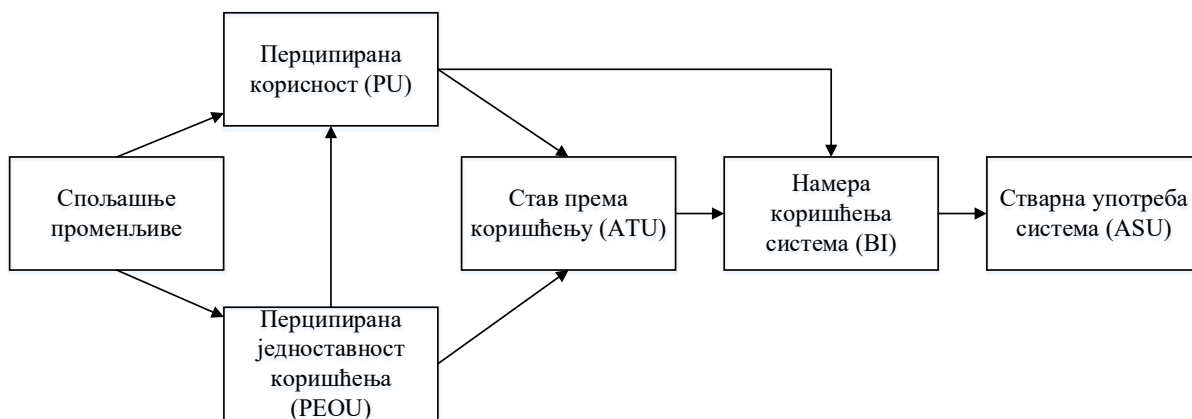 Перципирана
корисност (PU)
Спољашње
променљиве
Став према
коришћењу (ATU)
Намера
коришћења
система (BI)
Стварна употреба
система (ASU)
Перципирана
једноставност
коришћења
(PEOU)